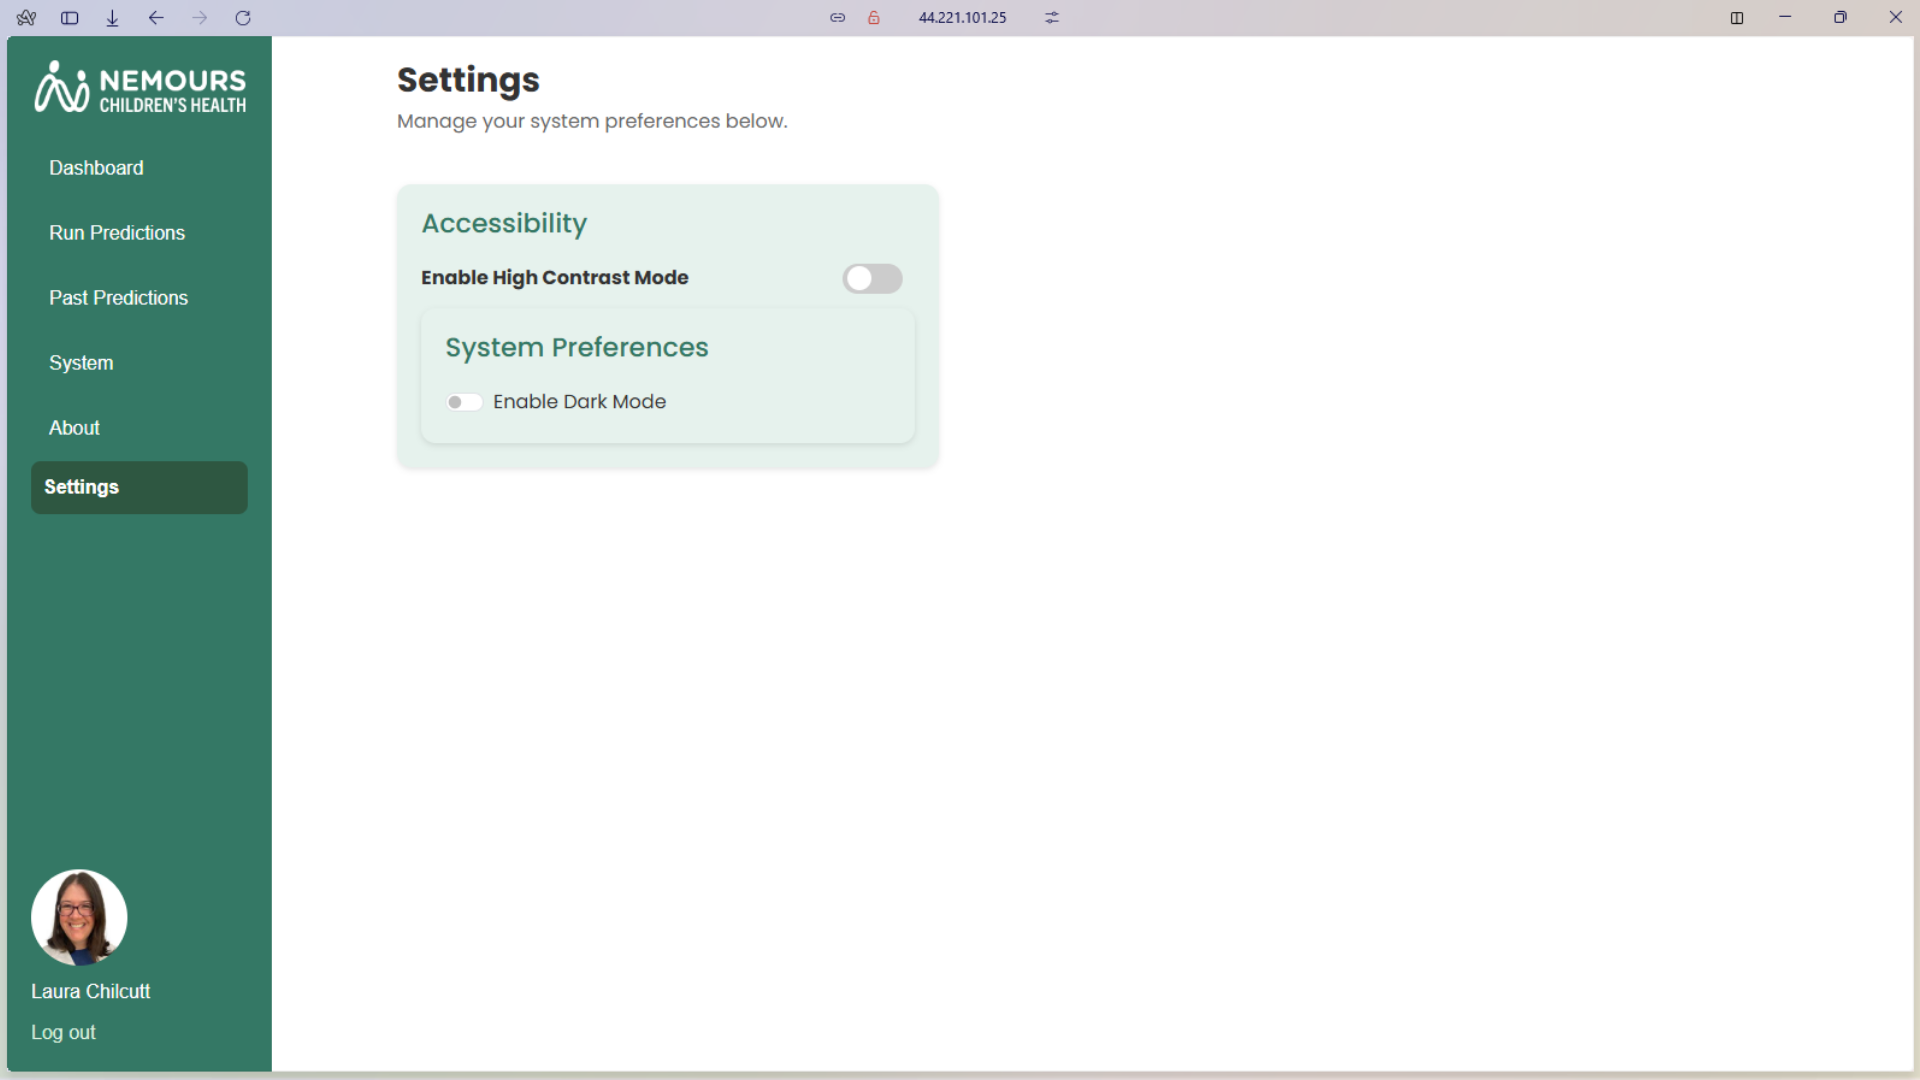 44.221.101.25
NEMOURS
CHILDREN'S HEALTH
Dashboard
Run Predictions
Past Predictions
System
About
Settings
Laura Chilcutt
Log out
Settings
Manage your system preferences below.
Accessibility
Enable High Contrast Mode
System Preferences
Enable Dark Mode